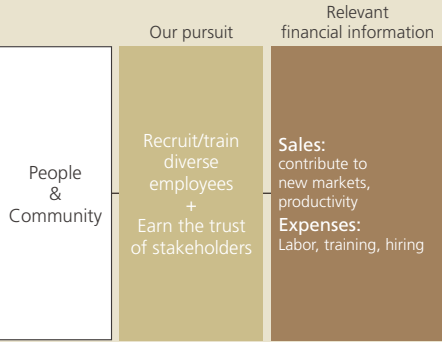 Our pursuit
Relevant
financial information
People
&
Community
Recruit/train
diverse
employees
+
Earn the trust
of stakeholders
Sales:
contribute to
new markets,
productivity
Expenses:
Labor, training, hiring